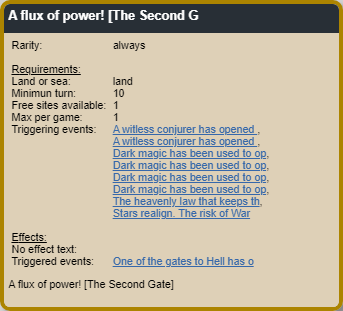 A flux of power! [The Second G
Rarity: always
Requirements:
Land or sea: land
Minimun turn: 10
Free sites available: 1
Max per game: 1
Triggering events: A witless conjurer has opened ,
A witless conjurer has opened ,
Dark magic has been used to op,
Dark magic has been used to op,
Dark magic has been used to op,
Dark magic has been used to op,
The heavenly law that keeps th,
Stars realign. The risk of War
Effects:
No effect text:
Triggered events: One of the gates to Hell has o
A flux of power! [The Second Gate]